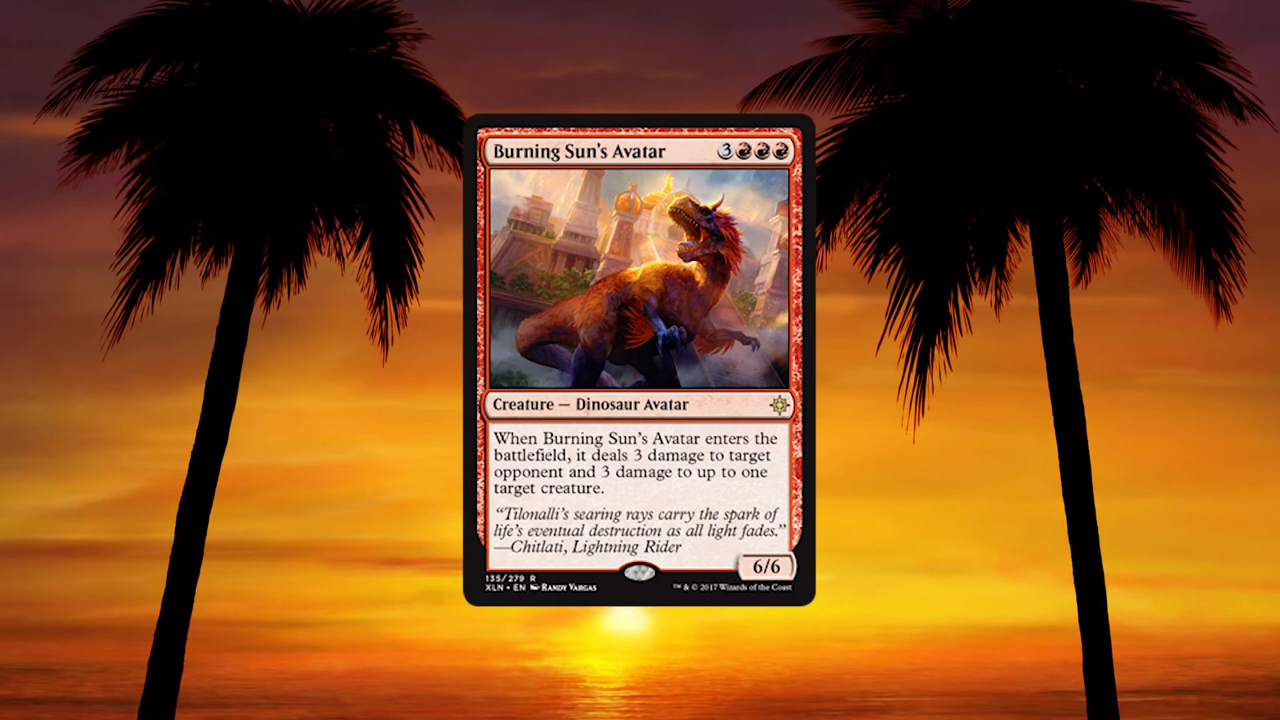 Burning Sun's Avatar 3
Creature — Dinosaur Avatar
When Burning Sun's Avatar enters the
battlefield, it deals 3 damage to target
opponent and 3 damage to up to one
target creature.
“Tilonalli's searing rays carry the spark of
life's eventual destruction as all light fades.”
—Chitlati, Lightning Rider
6/6
135/279 R
XLN • EN Randy Vargas
™ & © 2017 Wizards of the Coast